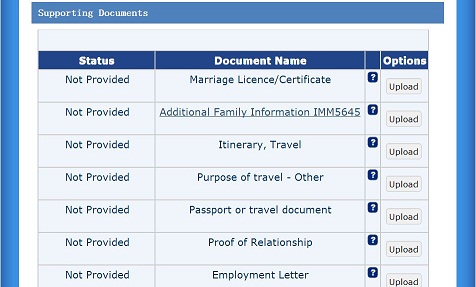 Supporting Documents
Status Document Name Options
Not Provided Marriage Licence/Certificate ? Upload
Not Provided Additional Family Information IMM5645 ? Upload
Not Provided Itinerary, Travel ? Upload
Not Provided Purpose of travel - Other ? Upload
Not Provided Passport or travel document ? Upload
Not Provided Proof of Relationship ? Upload
Not Provided Employment Letter ? Upload